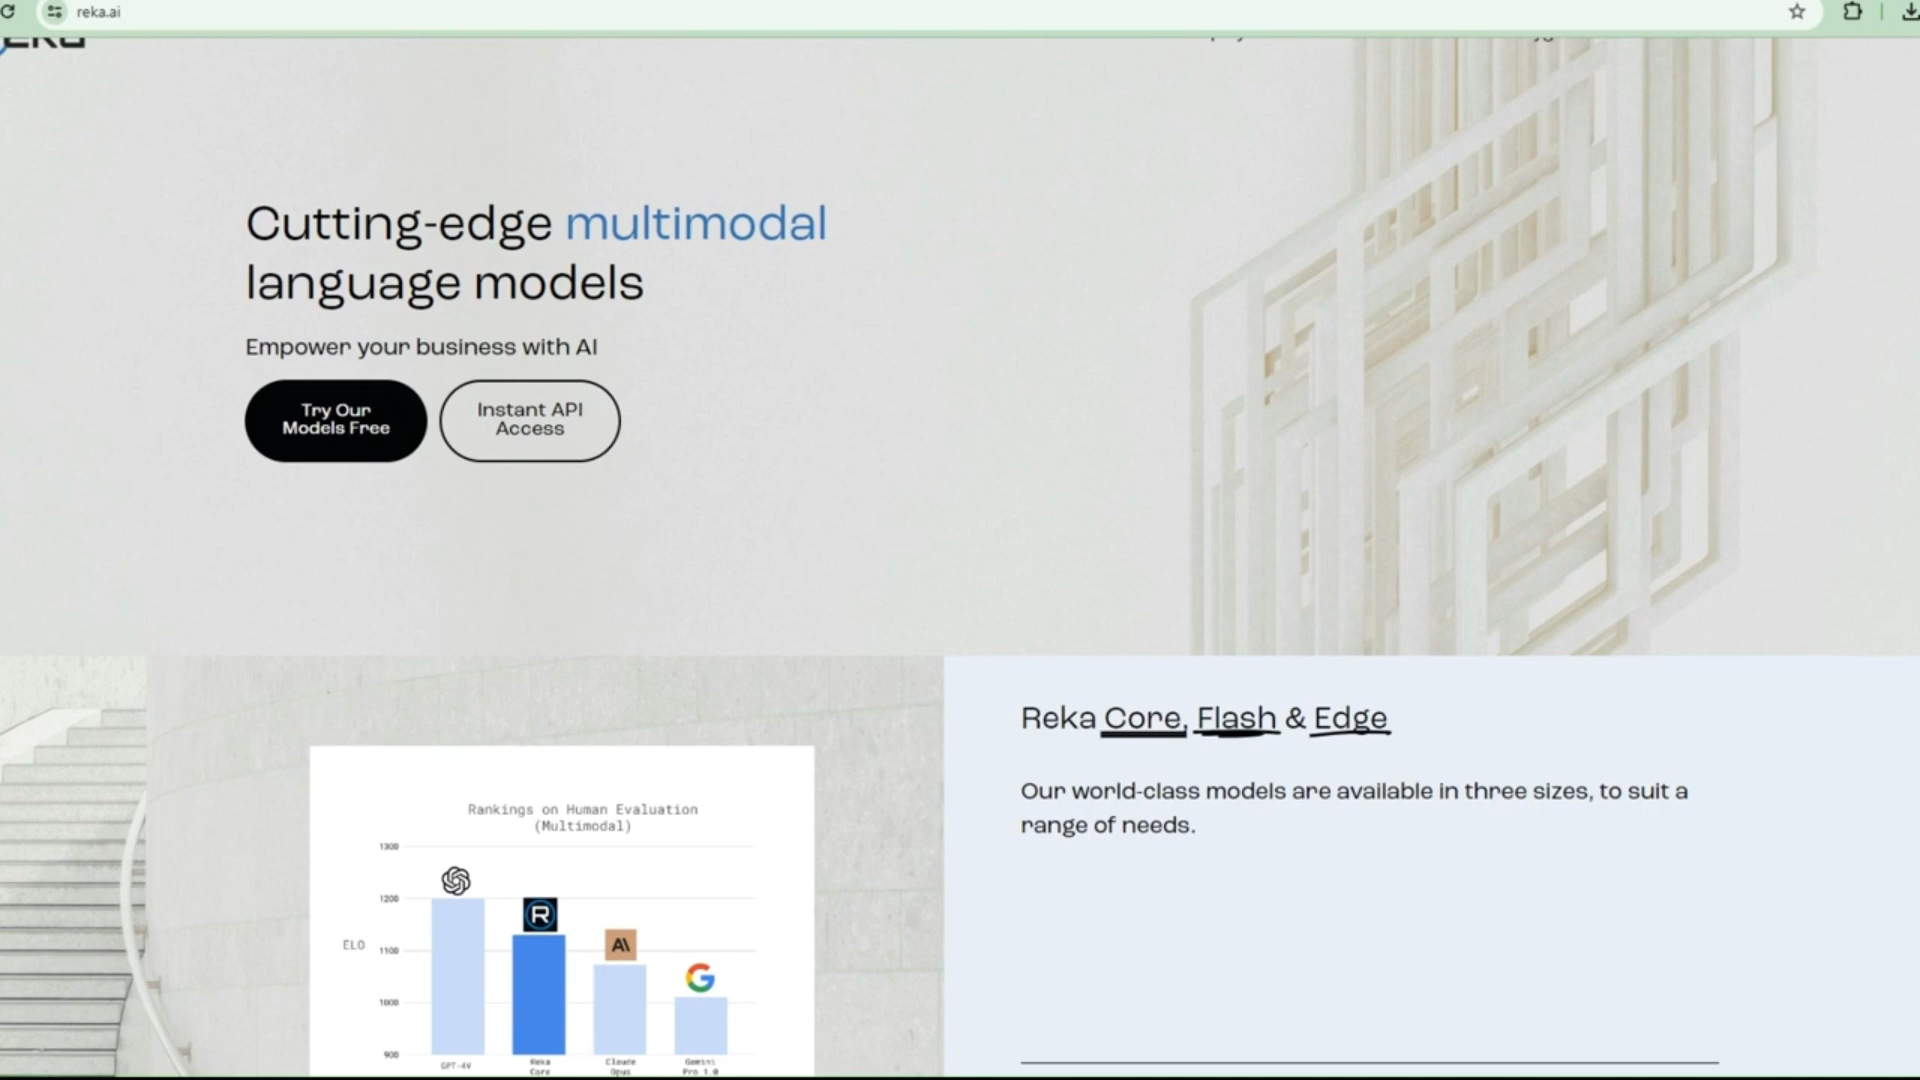 reka.ai
Cutting-edge multimodal
language models
Empower your business with AI
Try Our
Models Free
Instant API
Access
Reka Core, Flash & Edge
Our world-class models are available in three sizes, to suit a
range of needs.
Rankings on Human Evaluation
(Multimodal)
1300
1200
ELO
1100
1000
900
GPT-4V
Reka
Core
Claude
Opus
Gemini
Pro 1.0